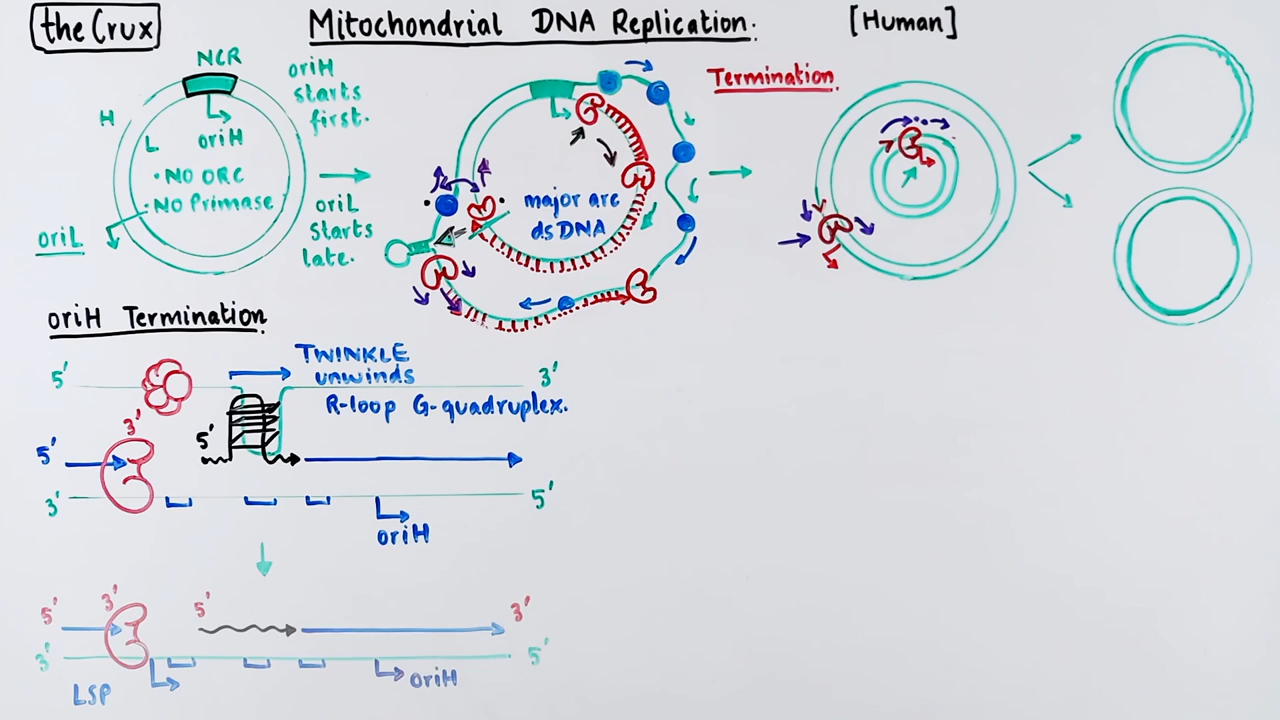 the Crux
Mitochondrial DNA Replication.
[Human]
NCR
H
L
oriH
• NO ORC
• No Primase
oriL
oriH
starts
first.
oriL
starts
late.
major arc
dsDNA
Termination
oriH Termination
5'
3'
TWINKLE
unwinds
R-loop G-quadruplex.
3'
5'
5'
3'
5'
oriH
5'
3'
5'
3'
3'
5'
LSP
oriH